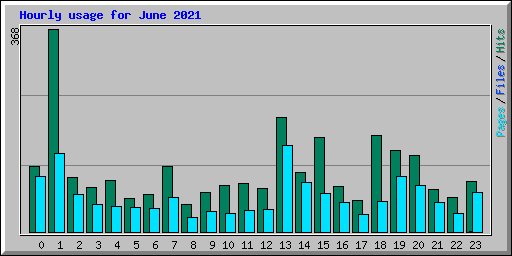 Hourly usage for June 2021
368
Pages/Files/Hits
0 1 2 3 4 5 6 7 8 9 10 11 12 13 14 15 16 17 18 19 20 21 22 23